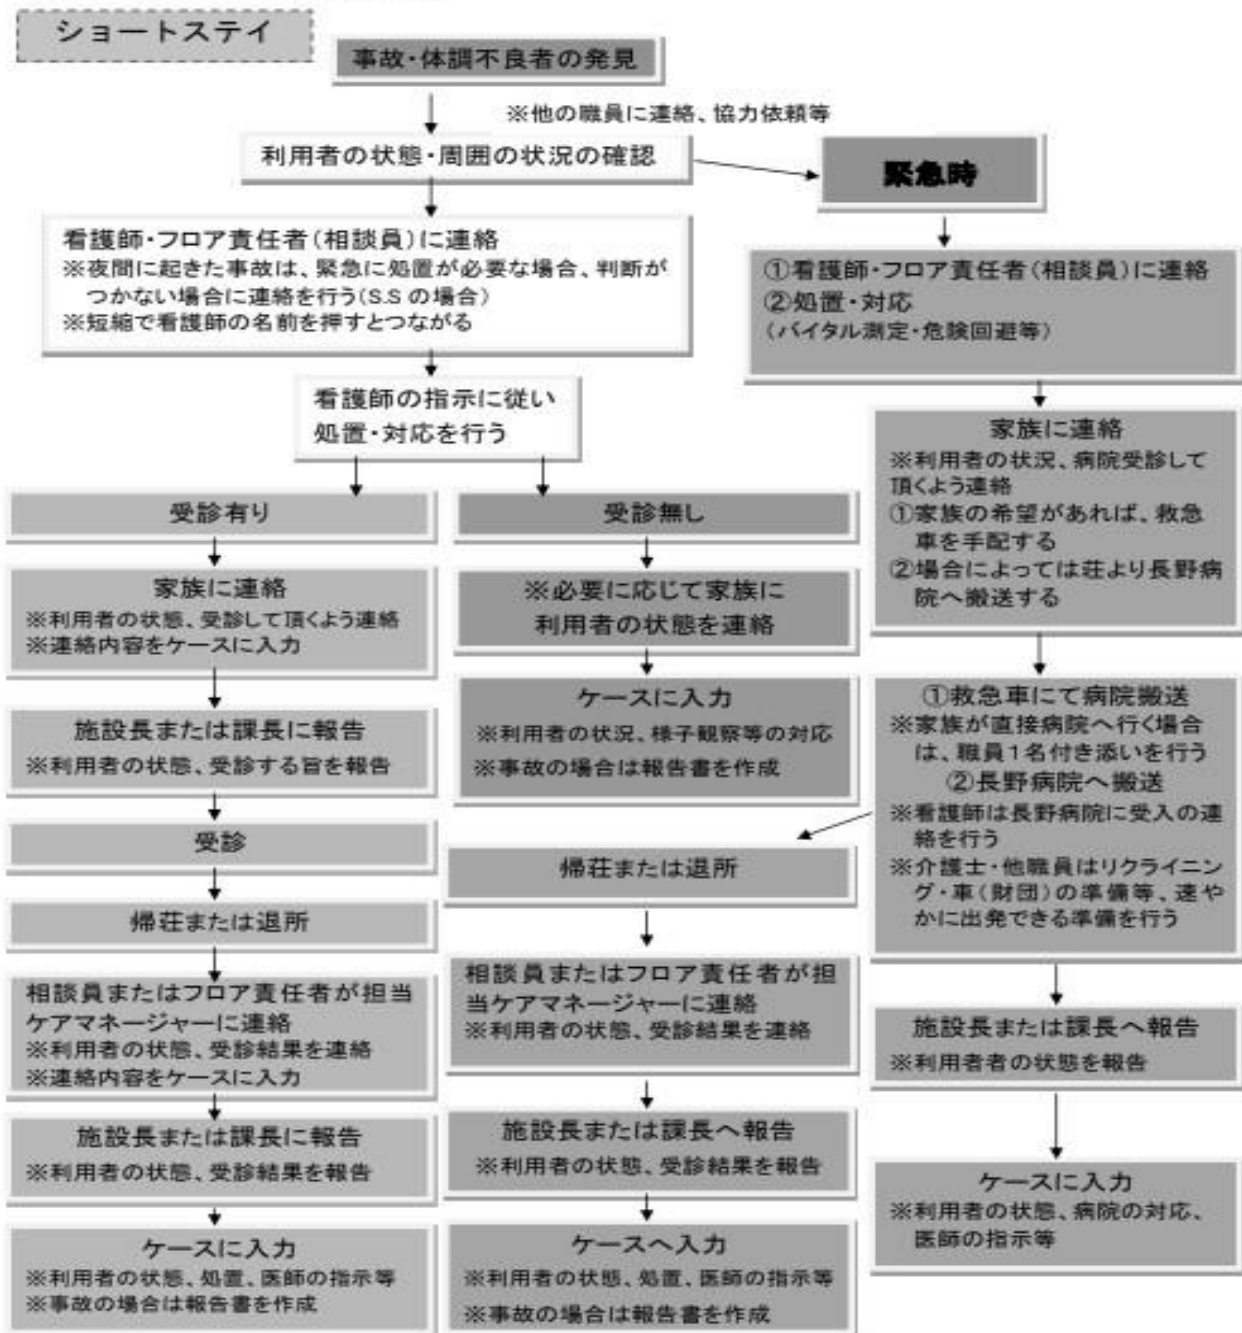 ショートステイ
事故・体調不良者の発見
※他の職員に連絡、協力依頼等
利用者の状態・周囲の状況の確認
緊急時
看護師・フロア責任者(相談員)に連絡
※夜間に起きた事故は、緊急に処置が必要な場合、判断が
つかない場合に連絡を行う(S.Sの場合)
※短縮で看護師の名前を押すとつながる
①看護師・フロア責任者(相談員)に連絡
②処置・対応
(バイタル測定・危険回避等)
看護師の指示に従い
処置・対応を行う
受診有り
家族に連絡
※利用者の状態、受診して頂くよう連絡
※連絡内容をケースに入力
施設長または課長に報告
※利用者の状態、受診する旨を報告
受診
帰荘または退所
相談員またはフロア責任者が担当
ケアマネージャーに連絡
※利用者の状態、受診結果を連絡
※連絡内容をケースに入力
施設長または課長に報告
※利用者の状態、受診結果を報告
ケースに入力
※利用者の状態、処置、医師の指示等
※事故の場合は報告書を作成
受診無し
※必要に応じて家族に
利用者の状態を連絡
ケースに入力
※利用者の状況、様子観察等の対応
※事故の場合は報告書を作成
帰荘または退所
相談員またはフロア責任者が担
当ケアマネージャーに連絡
※利用者の状態、受診結果を連絡
施設長または課長へ報告
※利用者の状態、受診結果を報告
ケースへ入力
※利用者の状態、処置、医師の指示等
※事故の場合は報告書を作成
家族に連絡
※利用者の状況、病院受診して
頂くよう連絡
①家族の希望があれば、救急
車を手配する
②場合によっては荘より長野病
院へ搬送する
①救急車にて病院搬送
※家族が直接病院へ行く場合
は、職員1名付き添いを行う
②長野病院へ搬送
※看護師は長野病院に受入の連
絡を行う
※介護士・他職員はリクライニン
グ・車(財団)の準備等、速や
かに出発できる準備を行う
施設長または課長へ報告
※利用者者の状態を報告
ケースに入力
※利用者の状態、病院の対応、
医師の指示等